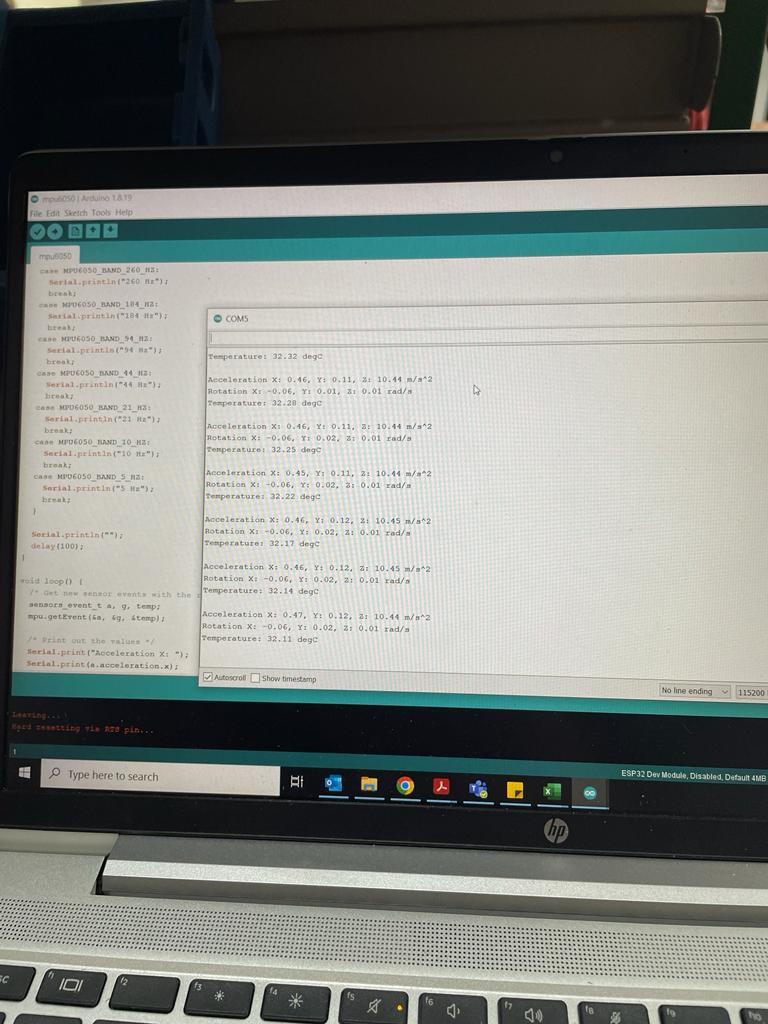 mpu6050 | Arduino 1.8.19
File Edit Sketch Tools Help
mpu6050
case MPU6050_BAND_260_HZ:
Serial.println("260 Hz");
break;
case MPU6050_BAND_184_HZ:
Serial.println("184 Hz");
break;
case MPU6050_BAND_94_HZ:
Serial.println("94 Hz");
break;
case MPU6050_BAND_44_HZ:
Serial.println("44 Hz");
break;
case MPU6050_BAND_21_HZ:
Serial.println("21 Hz");
break;
case MPU6050_BAND_10_HZ:
Serial.println("10 Hz");
break;
case MPU6050_BAND_5_HZ:
Serial.println("5 Hz");
break;
}
Serial.println("");
delay(100);
}
void loop() {
/* Get new sensor events with the
sensors_event_t a, g, temp;
mpu.getEvent(&a, &g, &temp);
/* Print out the values */
Serial.print("Acceleration X: ");
Serial.print(a.acceleration.x);
COM5
Temperature: 32.32 degC
Acceleration X: 0.46, Y: 0.11, Z: 10.44 m/s^2
Rotation X: -0.06, Y: 0.01, Z: 0.01 rad/s
Temperature: 32.28 degC
Acceleration X: 0.46, Y: 0.11, Z: 10.44 m/s^2
Rotation X: -0.06, Y: 0.02, Z: 0.01 rad/s
Temperature: 32.25 degC
Acceleration X: 0.45, Y: 0.11, Z: 10.44 m/s^2
Rotation X: -0.06, Y: 0.02, Z: 0.01 rad/s
Temperature: 32.22 degC
Acceleration X: 0.46, Y: 0.12, Z: 10.45 m/s^2
Rotation X: -0.06, Y: 0.02, Z: 0.01 rad/s
Temperature: 32.17 degC
Acceleration X: 0.46, Y: 0.12, Z: 10.45 m/s^2
Rotation X: -0.06, Y: 0.02, Z: 0.01 rad/s
Temperature: 32.14 degC
Acceleration X: 0.47, Y: 0.12, Z: 10.44 m/s^2
Rotation X: -0.06, Y: 0.02, Z: 0.01 rad/s
Temperature: 32.11 degC
Autoscroll Show timestamp
No line ending 115200
Leaving...
Hard resetting via RTS pin...
1
ESP32 Dev Module, Disabled, Default 4MB
Type here to search
hp
f1 f2 f3 f4 f5 f6 f7 f8 f9 f10